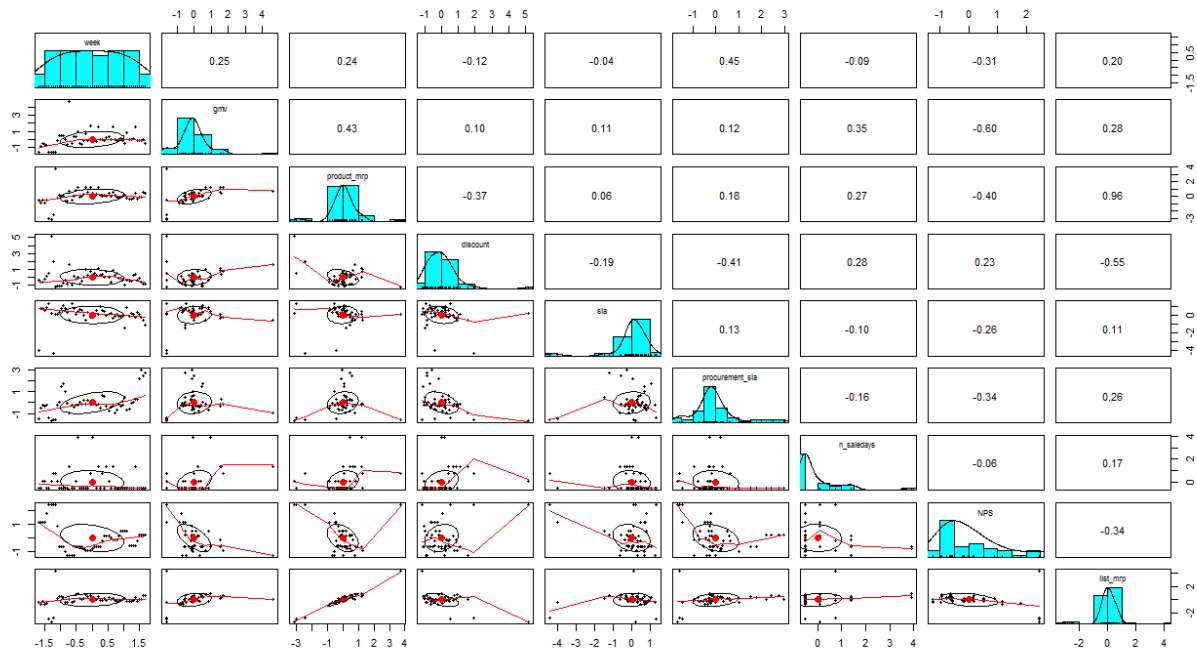 -1 0 1 2 3 4 -1 0 1 2 3 4 5 -1 0 1 2 3 -1 0 1 2
week 0.25 0.24 -0.12 -0.04 0.45 -0.09 -0.31 0.20 -1.5 0.5
-1 1 3 gmv 0.43 0.10 0.11 0.12 0.35 -0.60 0.28
product_mrp -0.37 0.06 0.18 0.27 -0.40 0.96 -3 0 2 4
-1 1 3 5 discount -0.19 -0.41 0.28 0.23 -0.55
sla 0.13 -0.10 -0.26 0.11 -4 -2 0
-1 1 3 procurement_sla -0.16 -0.34 0.26
n_saledays -0.06 0.17 0 2 4
-1 1 NPS -0.34
list_mrp -2 0 2
-1.5 -0.5 0.5 1.5 -3 -1 0 1 2 3 4 -4 -3 -2 -1 0 1 0 1 2 3 4 -2 0 2 4